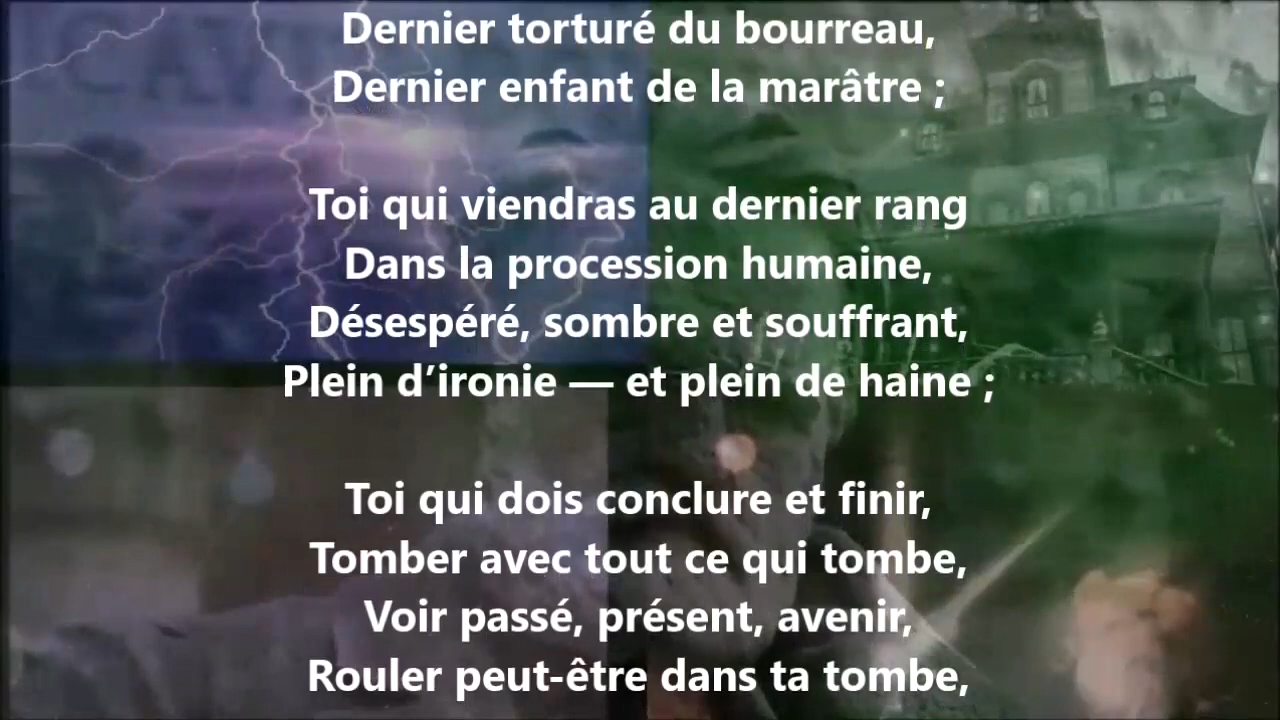 Dernier torturé du bourreau,
Dernier enfant de la marâtre ;
Toi qui viendras au dernier rang
Dans la procession humaine,
Désespéré, sombre et souffrant,
Plein d’ironie — et plein de haine ;
Toi qui dois conclure et finir,
Tomber avec tout ce qui tombe,
Voir passé, présent, avenir,
Rouler peut-être dans ta tombe,